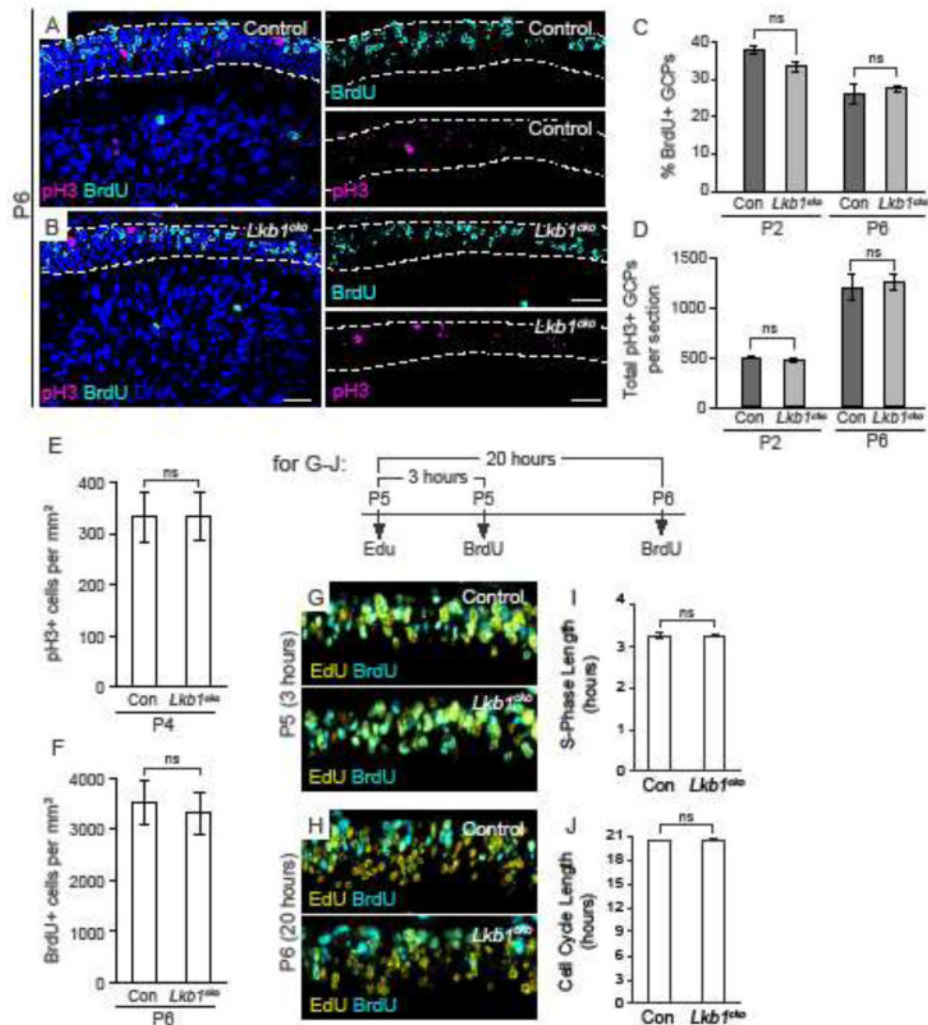 A
Control
pH3 BrdU DNA
Control
BrdU
Control
pH3
P6
B
Lkb1cko
pH3 BrdU DNA
Lkb1cko
BrdU
Lkb1cko
pH3
C
ns
ns
% BrdU+ GCPs
40
30
20
10
0
Con Lkb1cko
Con Lkb1cko
P2
P6
D
ns
ns
Total pH3+ GCPs
per section
1500
1000
500
0
Con Lkb1cko
Con Lkb1cko
P2
P6
E
ns
pH3+ cells per mm²
400
300
200
100
0
Con Lkb1cko
P4
F
ns
BrdU+ cells per mm²
4000
3000
2000
1000
0
Con Lkb1cko
P6
for G-J:
20 hours
3 hours
P5
P5
P6
Edu
BrdU
BrdU
G
Control
EdU BrdU
Lkb1cko
EdU BrdU
P5 (3 hours)
H
Control
EdU BrdU
Lkb1cko
EdU BrdU
P6 (20 hours)
I
ns
S-Phase Length
(hours)
4
3
2
1
0
Con Lkb1cko
J
ns
Cell Cycle Length
(hours)
21
18
15
12
9
6
3
0
Con Lkb1cko